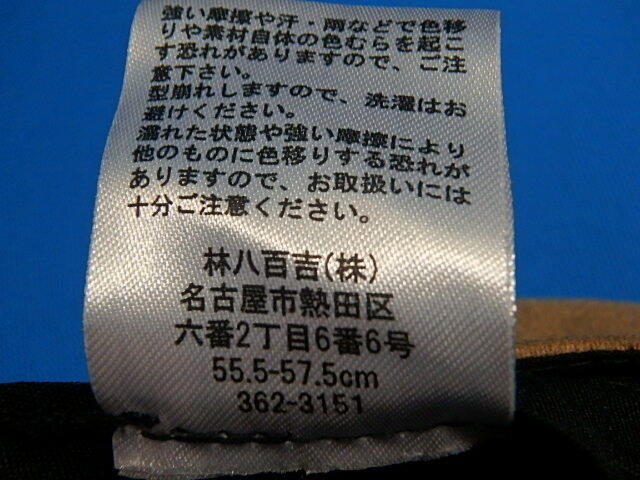 強い摩擦や汗・雨などで色移
りや素材自体の色むらを起こ
す恐れがありますので、ご注
意下さい。
型崩れしますので、洗濯はお
避けください。
濡れた状態や強い摩擦により
他のものに色移りする恐れが
ありますので、お取扱いには
十分ご注意ください。
林八百吉(株)
名古屋市熱田区
六番2丁目6番6号
55.5-57.5cm
362-3151